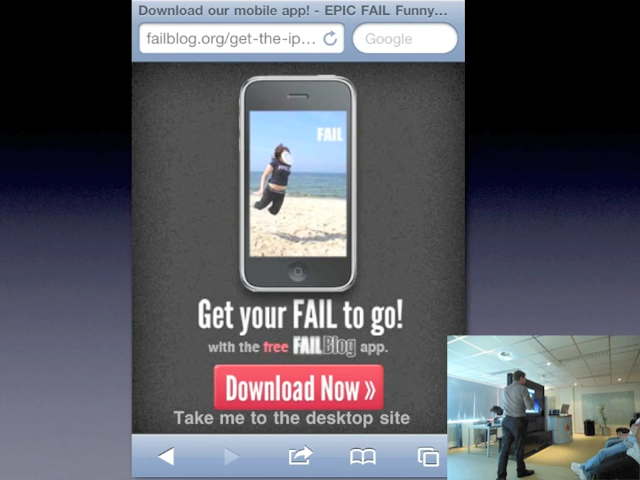 Download our mobile app! - EPIC FAIL Funny...
failblog.org/get-the-ip...
Google
FAIL
Get your FAIL to go!
with the free FAILBlog app.
Download Now »
Take me to the desktop site